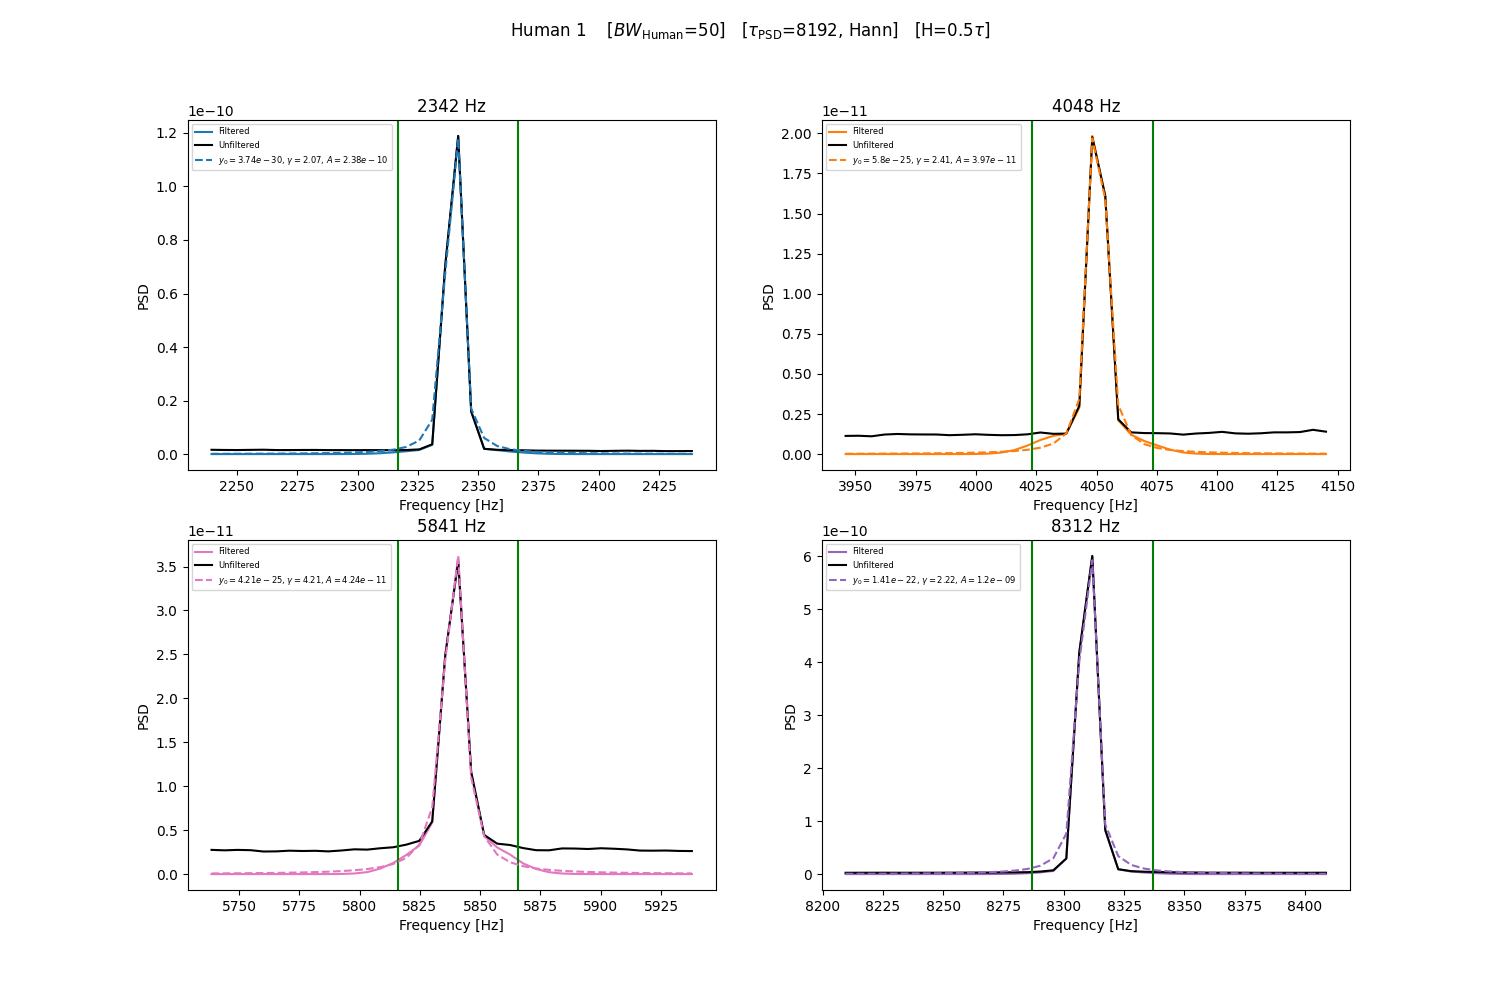 Human 1 [BW_Human=50] [τ_PSD=8192, Hann] [H=0.5τ]
2342 Hz
1e−10
Filtered
Unfiltered
y₀ = 3.74e − 30, γ = 2.07, A = 2.38e − 10
1.2
1.0
0.8
0.6
0.4
0.2
0.0
PSD
2250 2275 2300 2325 2350 2375 2400 2425
Frequency [Hz]
4048 Hz
1e−11
Filtered
Unfiltered
y₀ = 5.8e − 25, γ = 2.41, A = 3.97e − 11
2.00
1.75
1.50
1.25
1.00
0.75
0.50
0.25
0.00
PSD
3950 3975 4000 4025 4050 4075 4100 4125 4150
Frequency [Hz]
5841 Hz
1e−11
Filtered
Unfiltered
y₀ = 4.21e − 25, γ = 4.21, A = 4.24e − 11
3.5
3.0
2.5
2.0
1.5
1.0
0.5
0.0
PSD
5750 5775 5800 5825 5850 5875 5900 5925
Frequency [Hz]
8312 Hz
1e−10
Filtered
Unfiltered
y₀ = 1.41e − 22, γ = 2.22, A = 1.2e − 09
6
5
4
3
2
1
0
PSD
8200 8225 8250 8275 8300 8325 8350 8375 8400
Frequency [Hz]